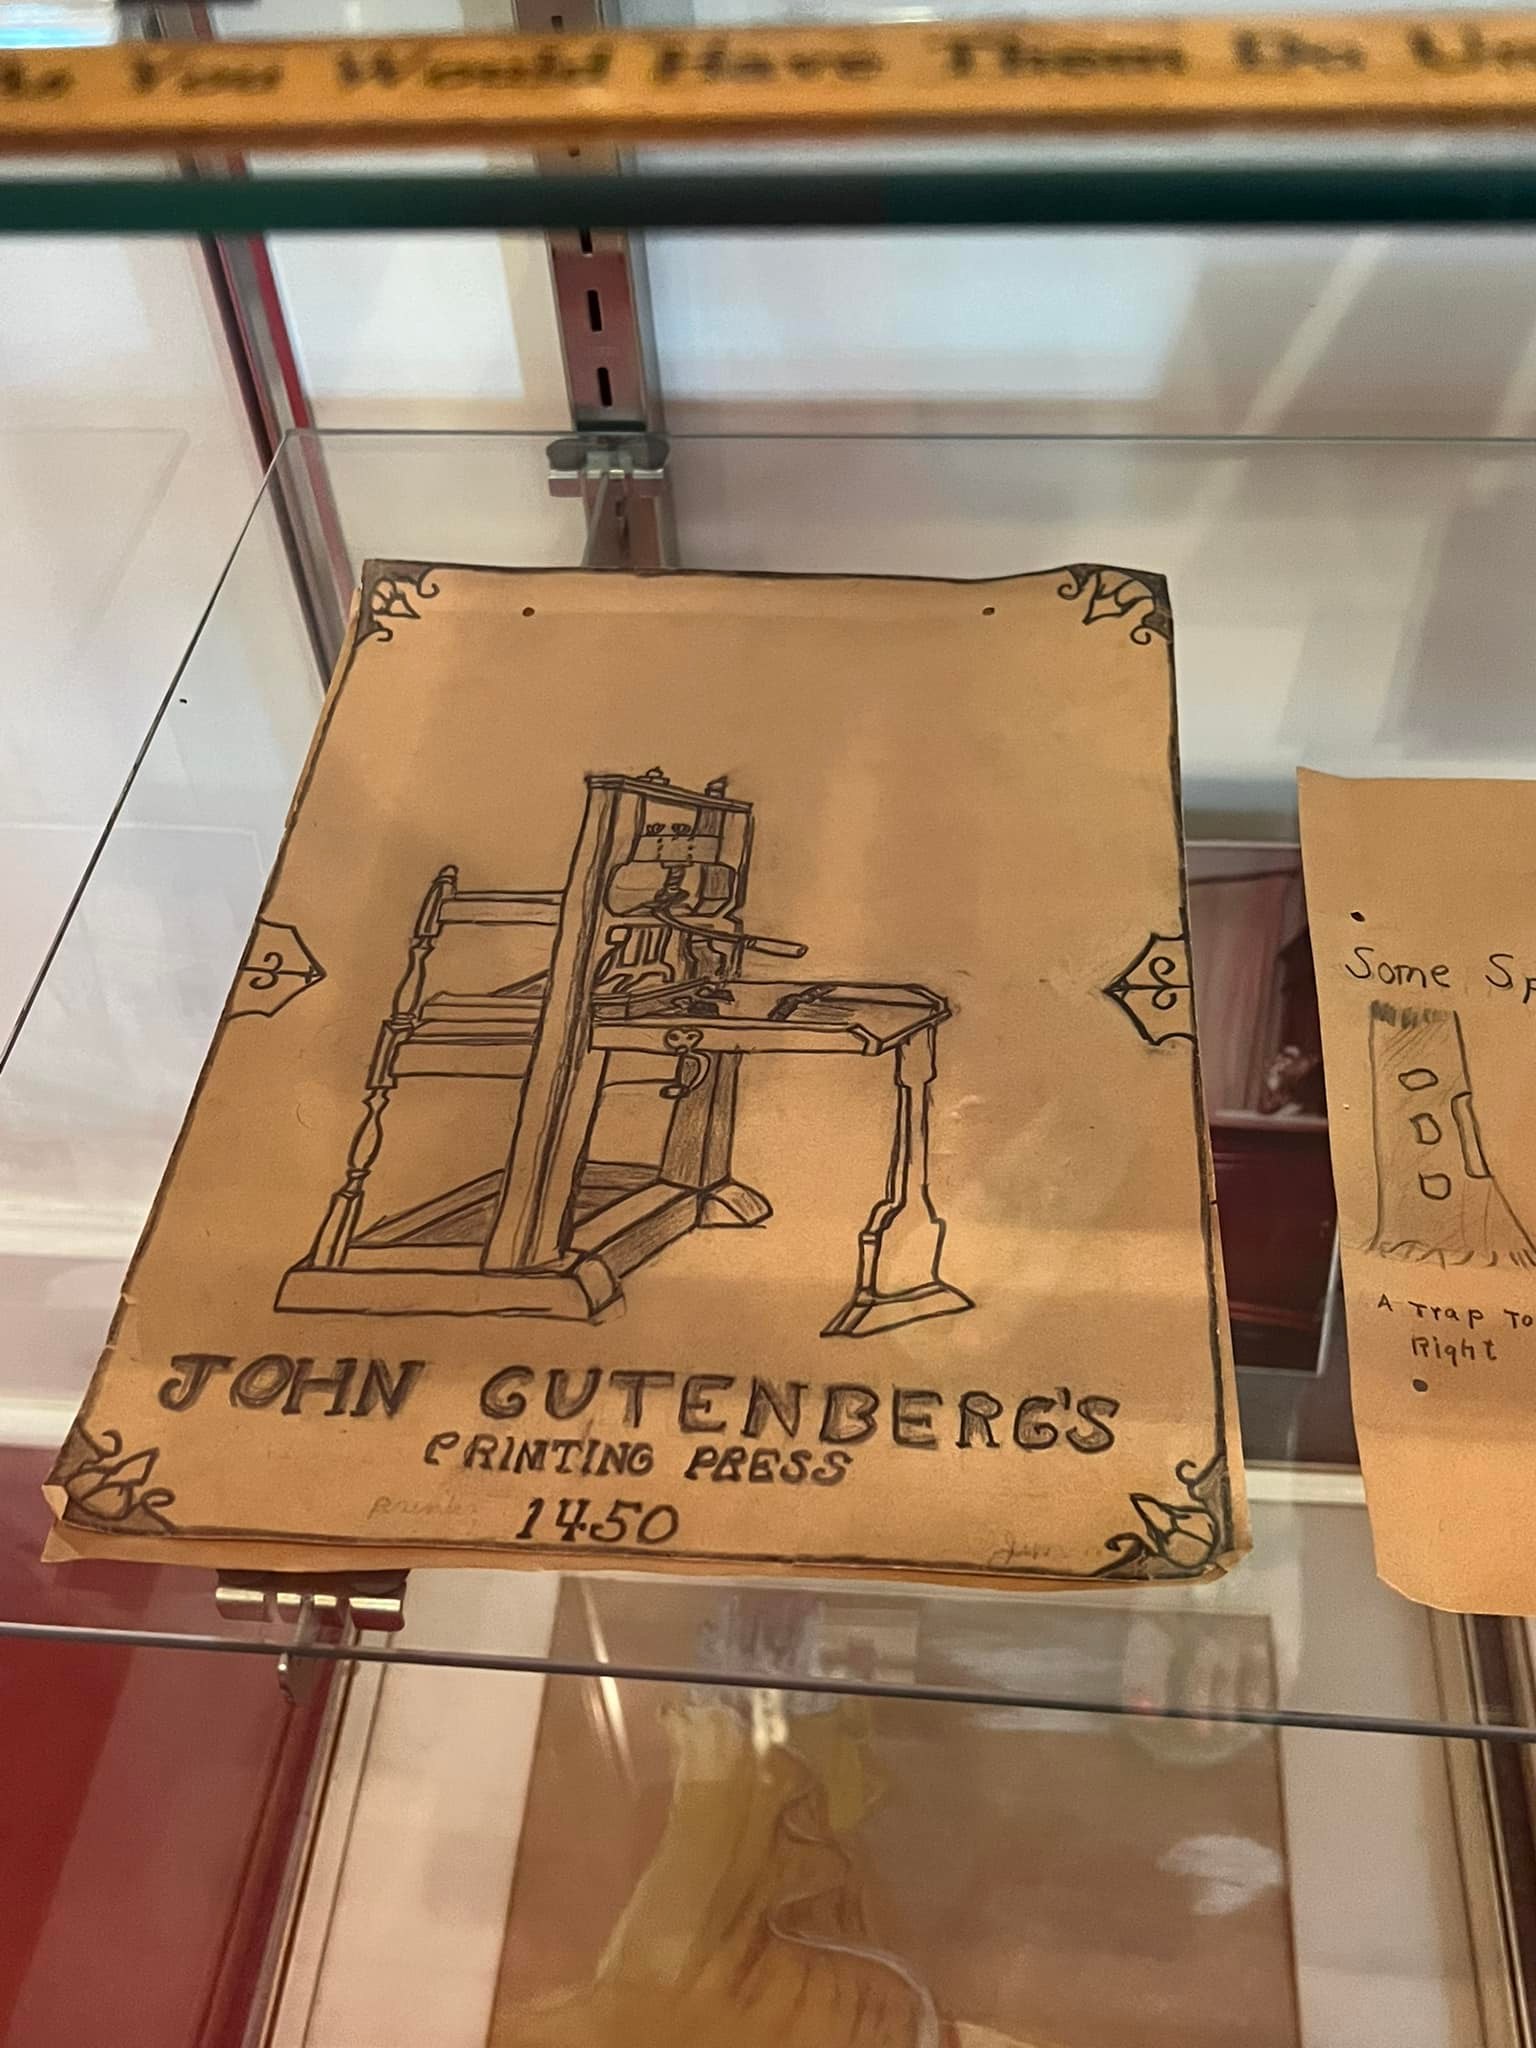 You Would Have Them Do
JOHN GUTENBERG'S
PRINTING PRESS
1450
Some
A Trap To
Right